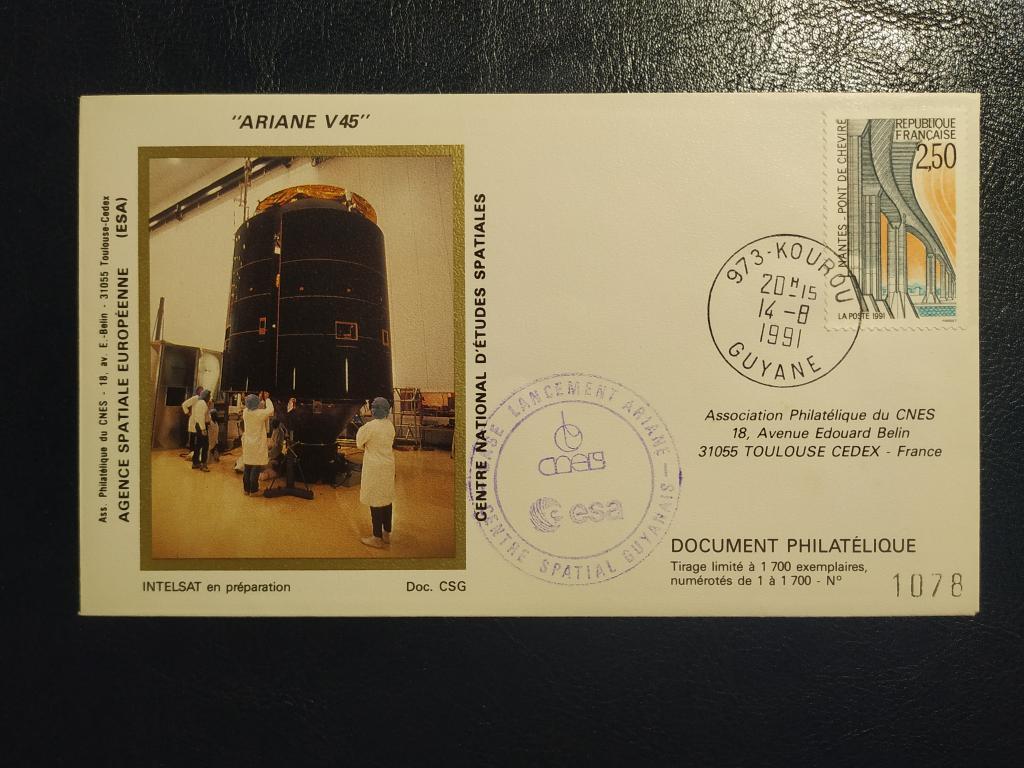 "ARIANE V45"
Ass. Philatélique du CNES - 18, av. E.-Belin - 31055 Toulouse-Cedex
AGENCE SPATIALE EUROPÉENNE (ESA)
CENTRE NATIONAL D'ÉTUDES SPATIALES
INTELSAT en préparation
Doc. CSG
LANCEMENT ARIANE
CENTRE SPATIAL GUYANAIS
cnes
esa
REPUBLIQUE
FRANÇAISE
2,50
NANTES - PONT DE CHEVIRÉ
LA POSTE 1991
973-KOUROU
20H15
14-8
1991
GUYANE
Association Philatélique du CNES
18, Avenue Edouard Belin
31055 TOULOUSE CEDEX - France
DOCUMENT PHILATÉLIQUE
Tirage limité à 1 700 exemplaires,
numérotés de 1 à 1 700 - N° 1078